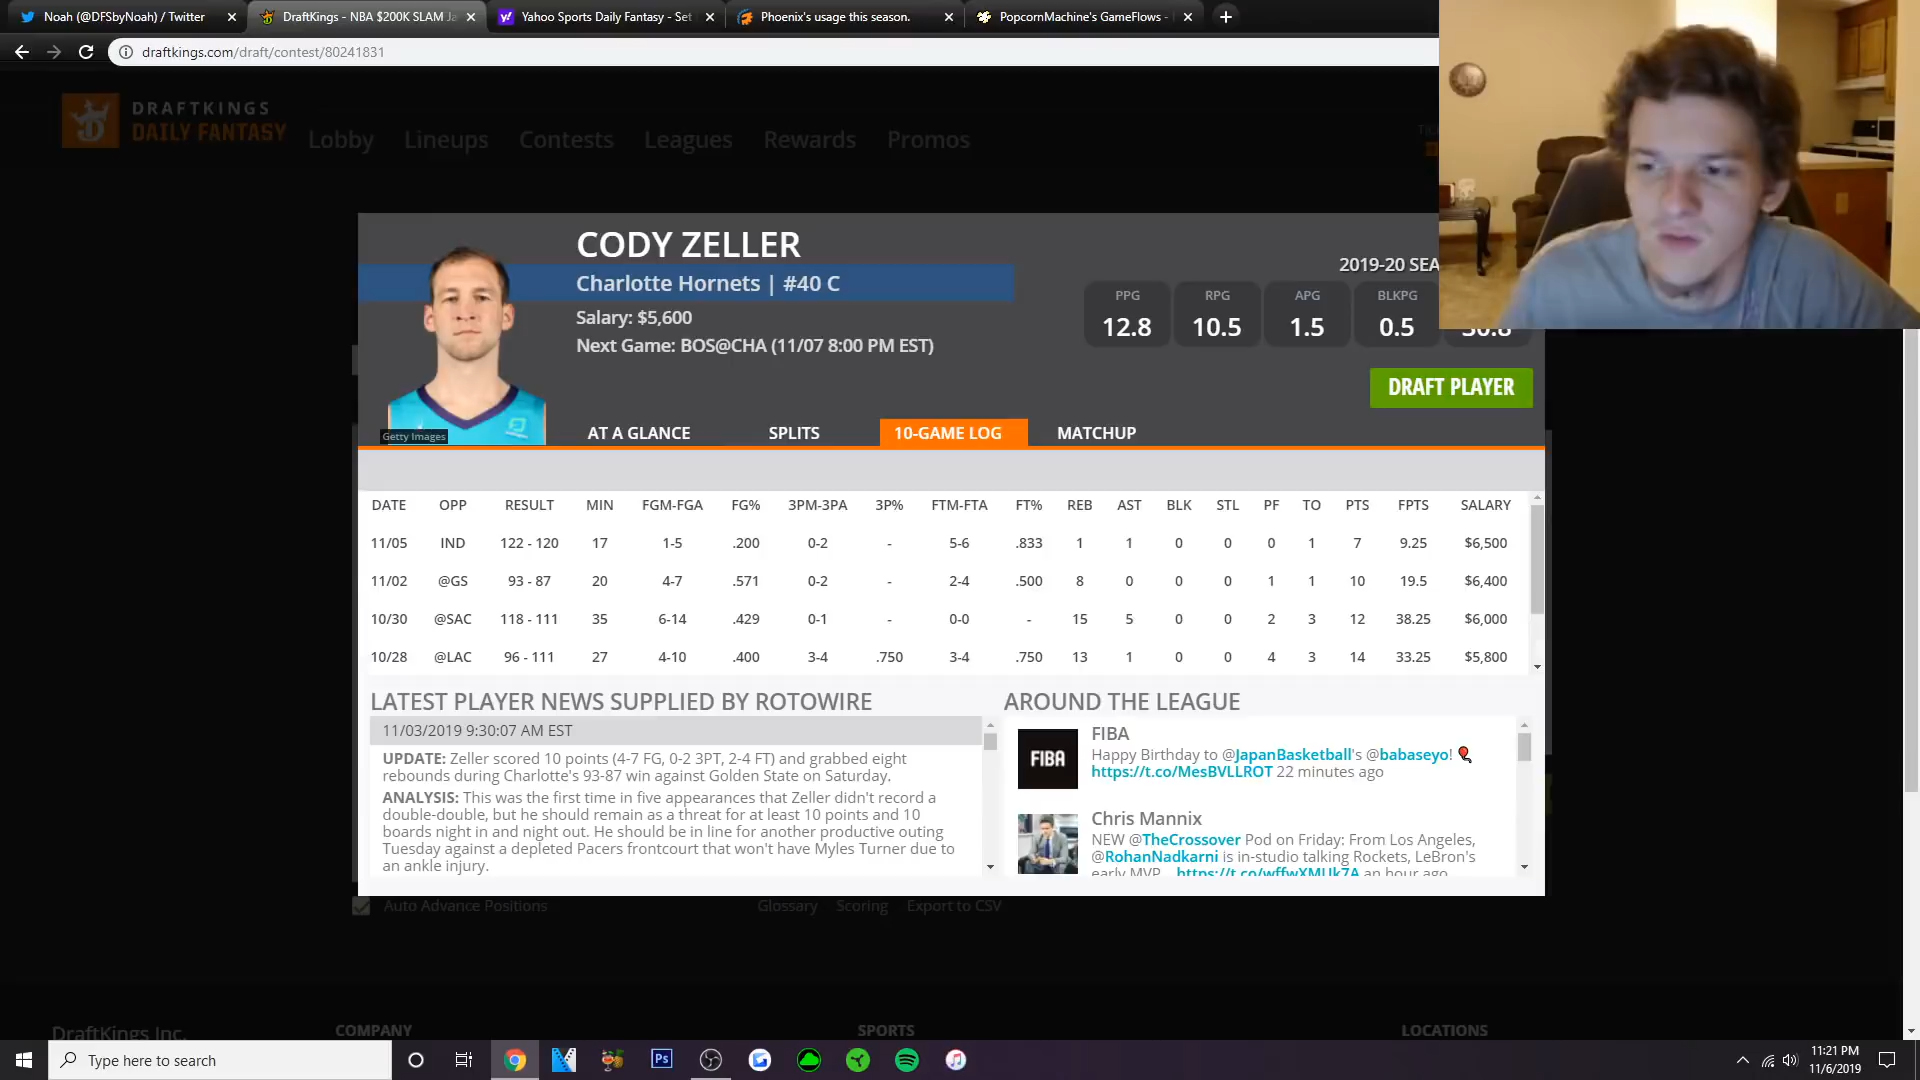 Noah (@DFSbyNoah) / Twitter
DraftKings - NBA $200K SLAM Ja
Yahoo Sports Daily Fantasy - Set
Phoenix's usage this season.
PopcornMachine's GameFlows -
draftkings.com/draft/contest/80241831
DRAFTKINGS
DAILY FANTASY
Lobby Lineups Contests Leagues Rewards Promos
CODY ZELLER
Charlotte Hornets | #40 C
Salary: $5,600
Next Game: BOS@CHA (11/07 8:00 PM EST)
2019-20 SEA
PPG RPG APG BLKPG
12.8 10.5 1.5 0.5 30.8
DRAFT PLAYER
Getty Images
AT A GLANCE SPLITS 10-GAME LOG MATCHUP
DATE OPP RESULT MIN FGM-FGA FG% 3PM-3PA 3P% FTM-FTA FT% REB AST BLK STL PF TO PTS FPTS SALARY
11/05 IND 122 - 120 17 1-5 .200 0-2 - 5-6 .833 1 1 0 0 0 1 7 9.25 $6,500
11/02 @GS 93 - 87 20 4-7 .571 0-2 - 2-4 .500 8 0 0 0 1 1 10 19.5 $6,400
10/30 @SAC 118 - 111 35 6-14 .429 0-1 - 0-0 - 15 5 0 0 2 3 12 38.25 $6,000
10/28 @LAC 96 - 111 27 4-10 .400 3-4 .750 3-4 .750 13 1 0 0 4 3 14 33.25 $5,800
LATEST PLAYER NEWS SUPPLIED BY ROTOWIRE
11/03/2019 9:30:07 AM EST
UPDATE: Zeller scored 10 points (4-7 FG, 0-2 3PT, 2-4 FT) and grabbed eight
rebounds during Charlotte's 93-87 win against Golden State on Saturday.
ANALYSIS: This was the first time in five appearances that Zeller didn't record a
double-double, but he should remain as a threat for at least 10 points and 10
boards night in and night out. He should be in line for another productive outing
Tuesday against a depleted Pacers frontcourt that won't have Myles Turner due to
an ankle injury.
AROUND THE LEAGUE
FIBA
FIBA
Happy Birthday to @JapanBasketball's @babaseyo!
https://t.co/MesBVLLROT 22 minutes ago
Chris Mannix
NEW @TheCrossover Pod on Friday: From Los Angeles,
@RohanNadkarni is in-studio talking Rockets, LeBron's
early MVP... https://t.co/wffwXMUk7A an hour ago
Auto Advance Positions
Glossary Scoring Export to CSV
DraftKings Inc. COMPANY SPORTS LOCATIONS
Type here to search
Ps
11:21 PM
11/6/2019